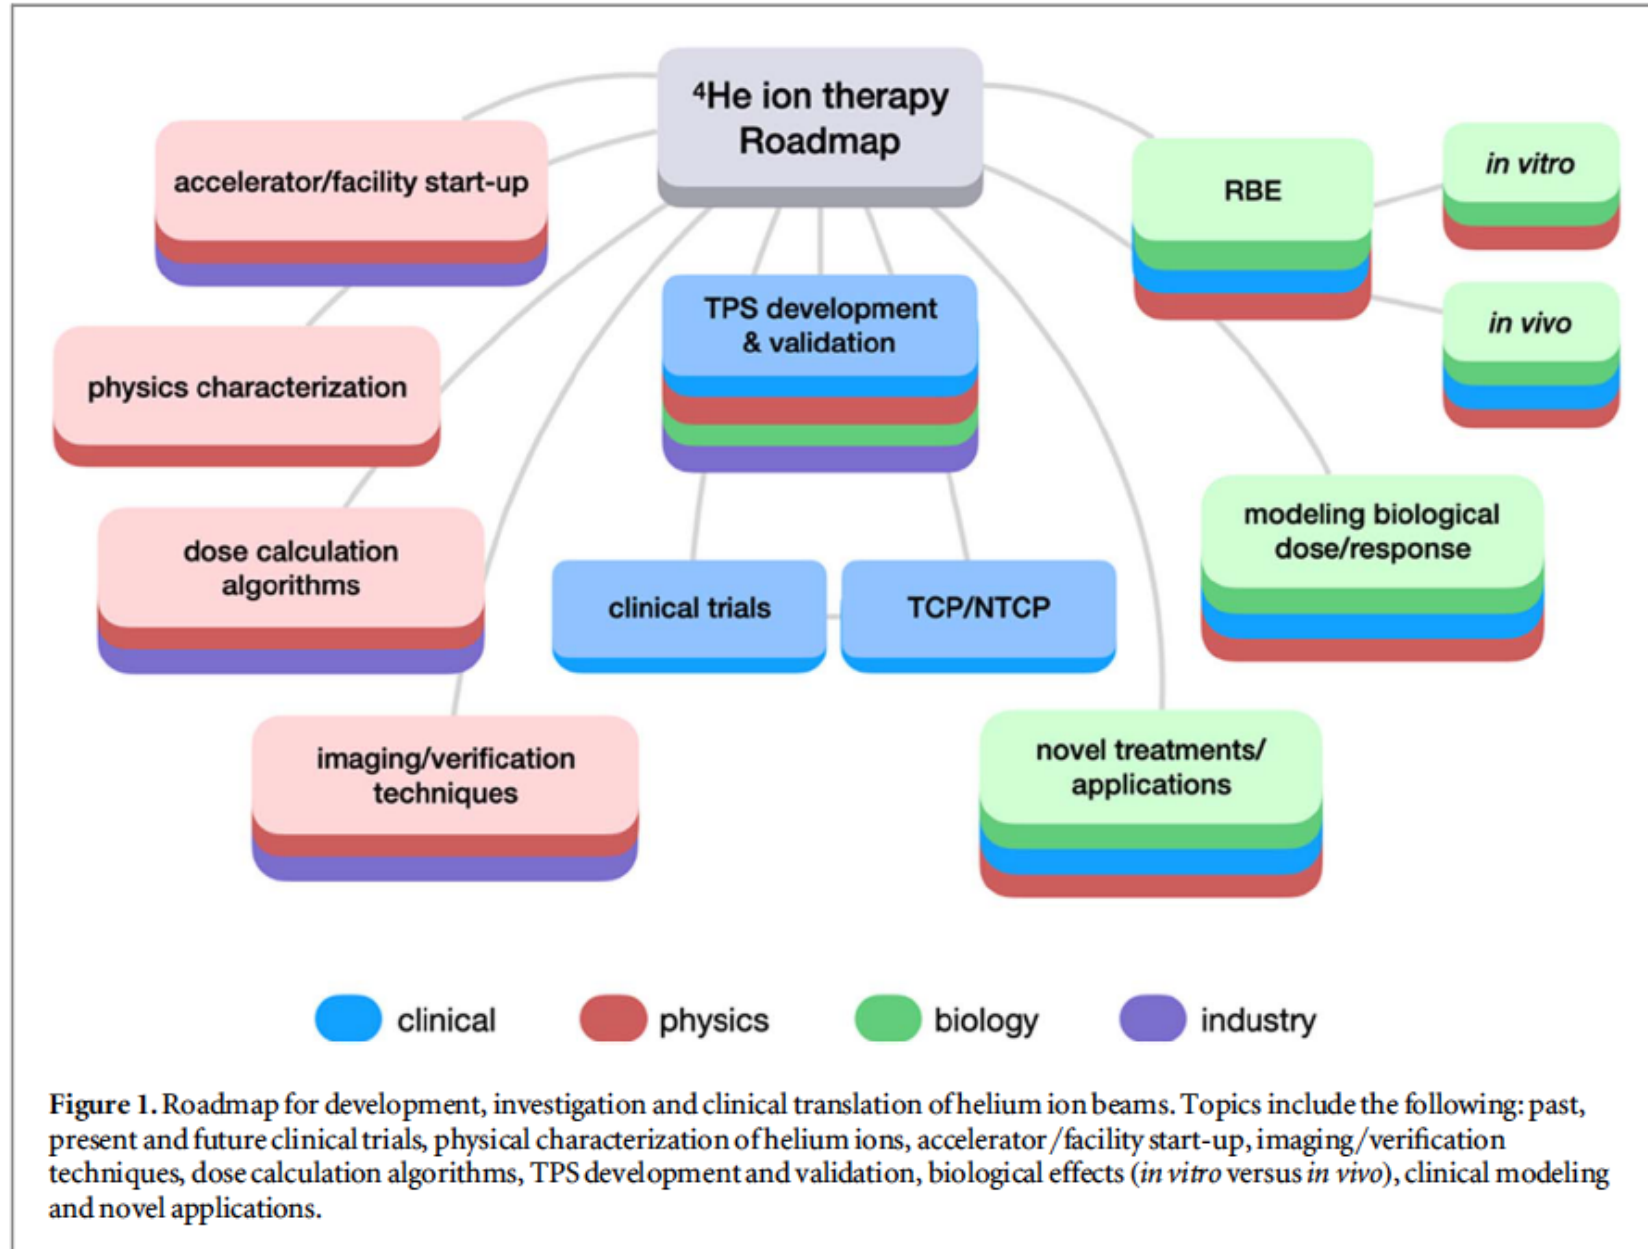 ⁴He ion therapy
Roadmap
accelerator/facility start-up
RBE
in vitro
in vivo
TPS development
& validation
physics characterization
dose calculation
algorithms
modeling biological
dose/response
clinical trials
TCP/NTCP
imaging/verification
techniques
novel treatments/
applications
clinical
physics
biology
industry
Figure 1. Roadmap for development, investigation and clinical translation of helium ion beams. Topics include the following: past,
present and future clinical trials, physical characterization of helium ions, accelerator/facility start-up, imaging/verification
techniques, dose calculation algorithms, TPS development and validation, biological effects (in vitro versus in vivo), clinical modeling
and novel applications.